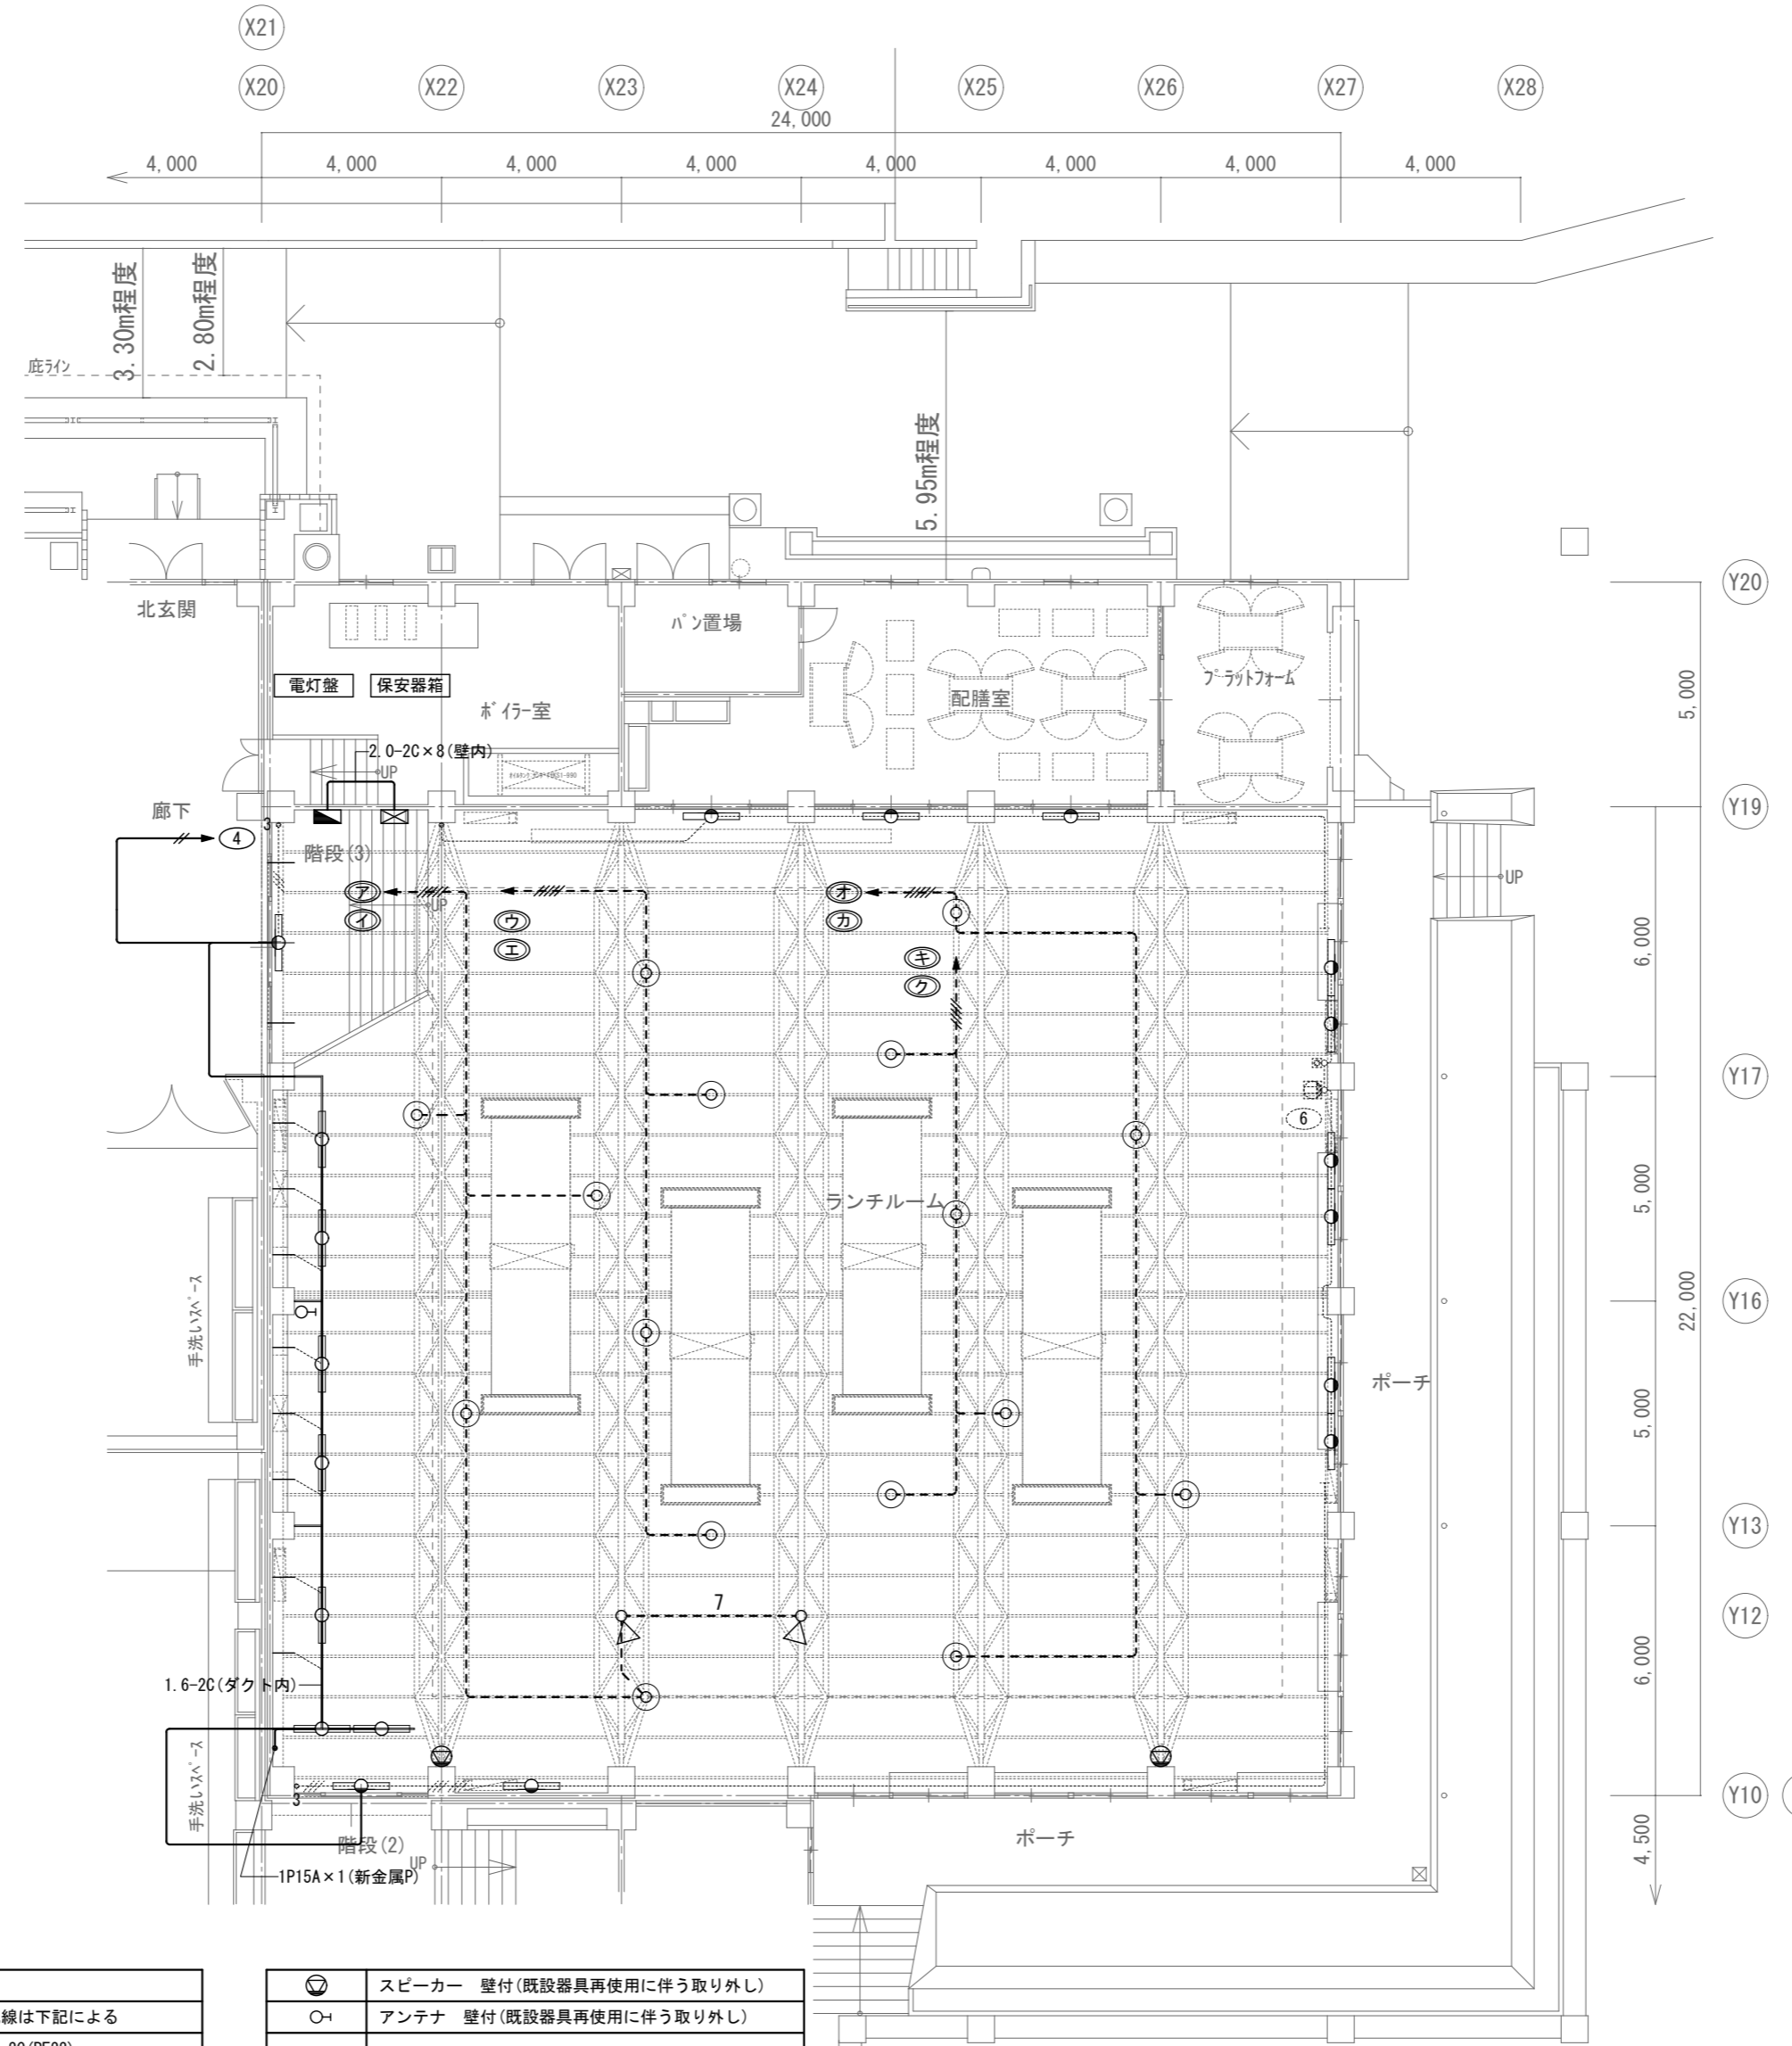 X21
X20 X22 X23 X24 X25 X26 X27 X28
24,000
4,000 4,000 4,000 4,000 4,000 4,000 4,000 4,000
3.30m程度
2.80m程度
庇ライン
5.95m程度
Y20
北玄関
パン置場
電灯盤 保安器箱
ボイラー室
配膳室
プラットフォーム
5,000
2.0-2C×8(壁内)
UP
廊下
Y19
4
3
階段(3)
ア
イ
UP
ウ
エ
オ
カ
キ
ク
UP
6,000
Y17
6
ランチルーム
5,000
手洗いスペース
22,000
Y16
ポーチ
5,000
Y13
7
Y12
1.6-2C(ダクト内)
6,000
手洗いスペース
3
Y10
階段(2)
UP
1P15A×1(新金属P)
ポーチ
4,500
スピーカー 壁付(既設器具再使用に伴う取り外し)
線は下記による
アンテナ 壁付(既設器具再使用に伴う取り外し)